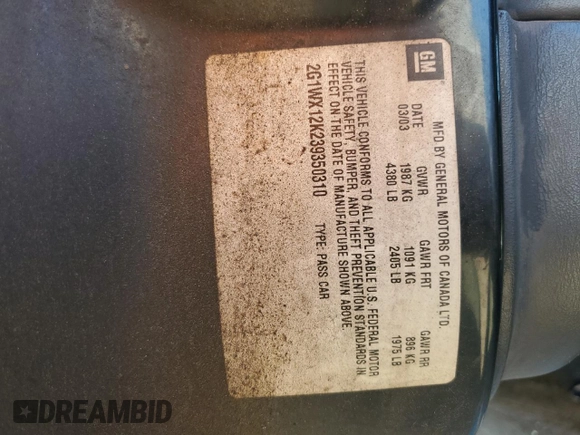 GM
MFD BY GENERAL MOTORS OF CANADA LTD.
DATE GVWR GAWR FRT GAWR RR
03/03 1987 KG 1091 KG 896 KG
4380 LB 2405 LB 1975 LB
THIS VEHICLE CONFORMS TO ALL APPLICABLE U.S. FEDERAL MOTOR
VEHICLE SAFETY, BUMPER, AND THEFT PREVENTION STANDARDS IN
EFFECT ON THE DATE OF MANUFACTURE SHOWN ABOVE.
2G1WX12K239350310 TYPE: PASS CAR
DREAMBID